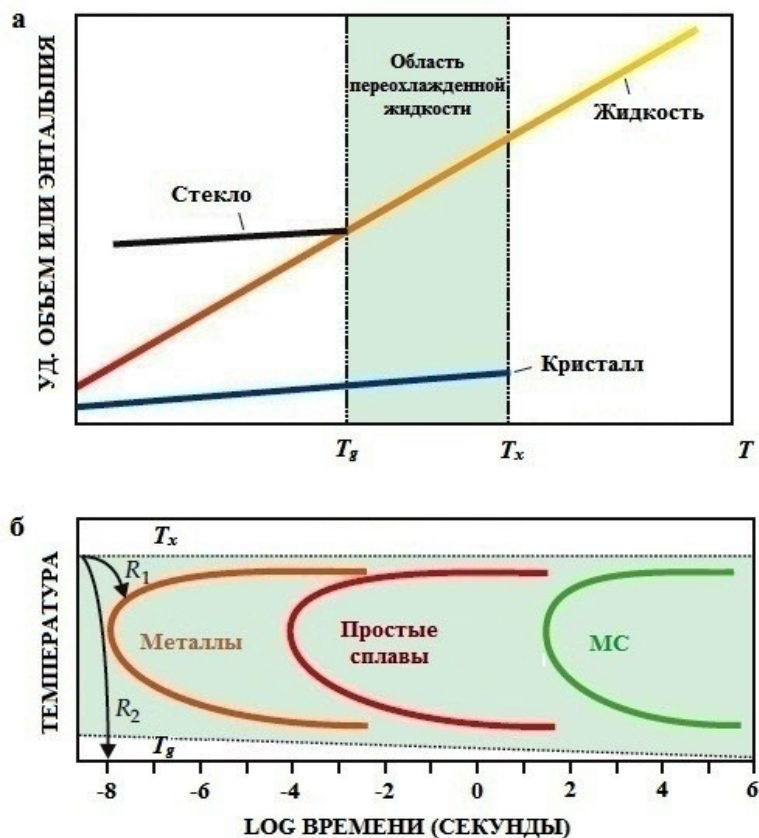 а
УД. ОБЪЕМ ИЛИ ЭНТАЛЬПИЯ
Область
переохлажденной
жидкости
Жидкость
Стекло
Кристалл
Tg
Tx
T
б
ТЕМПЕРАТУРА
Tx
R1
Металлы
Простые
сплавы
МС
R2
Tg
-8 -6 -4 -2 0 2 4 6
LOG ВРЕМЕНИ (СЕКУНДЫ)